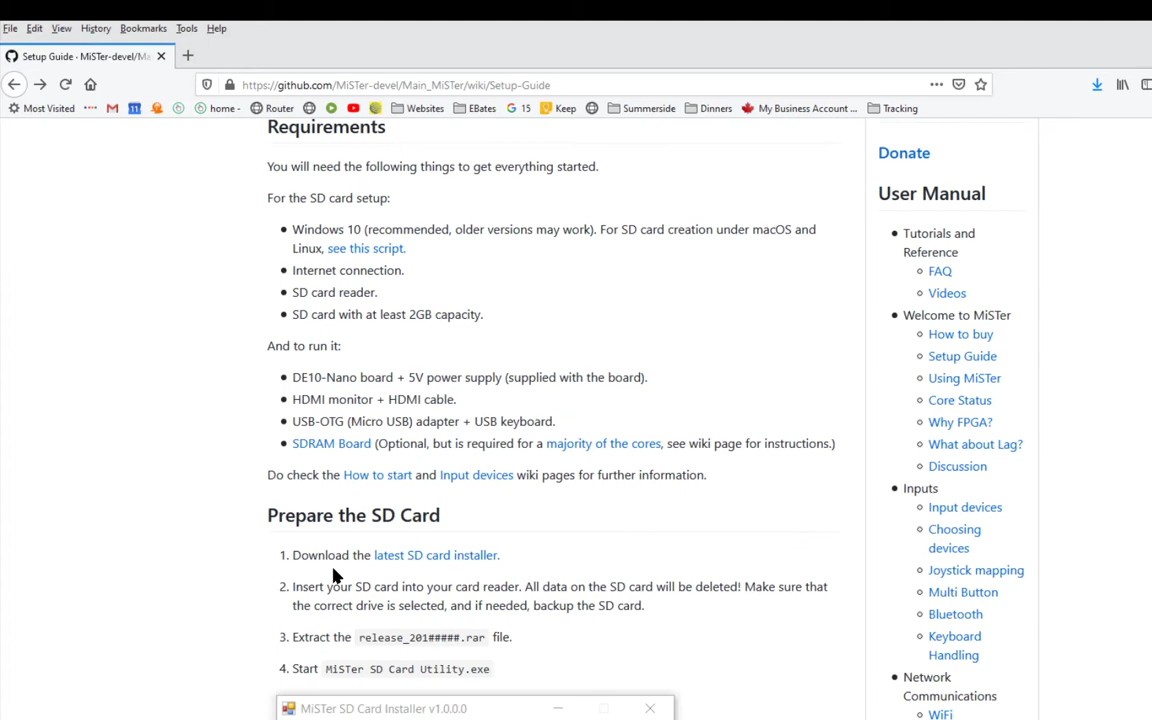 File Edit View History Bookmarks Tools Help
Setup Guide · MiSTer-devel/Ma
https://github.com/MiSTer-devel/Main_MiSTer/wiki/Setup-Guide
Most Visited 11 home - Router Websites EBates G 15 Keep Summerside Dinners My Business Account ... Tracking
Requirements
You will need the following things to get everything started.
For the SD card setup:
Windows 10 (recommended, older versions may work). For SD card creation under macOS and
Linux, see this script.
Internet connection.
SD card reader.
SD card with at least 2GB capacity.
And to run it:
DE10-Nano board + 5V power supply (supplied with the board).
HDMI monitor + HDMI cable.
USB-OTG (Micro USB) adapter + USB keyboard.
SDRAM Board (Optional, but is required for a majority of the cores, see wiki page for instructions.)
Do check the How to start and Input devices wiki pages for further information.
Prepare the SD Card
1. Download the latest SD card installer.
2. Insert your SD card into your card reader. All data on the SD card will be deleted! Make sure that
the correct drive is selected, and if needed, backup the SD card.
3. Extract the release_201#####.rar file.
4. Start MiSTer SD Card Utility.exe
MiSTer SD Card Installer v1.0.0.0
Donate
User Manual
Tutorials and
Reference
FAQ
Videos
Welcome to MiSTer
How to buy
Setup Guide
Using MiSTer
Core Status
Why FPGA?
What about Lag?
Discussion
Inputs
Input devices
Choosing
devices
Joystick mapping
Multi Button
Bluetooth
Keyboard
Handling
Network
Communications
WiFi